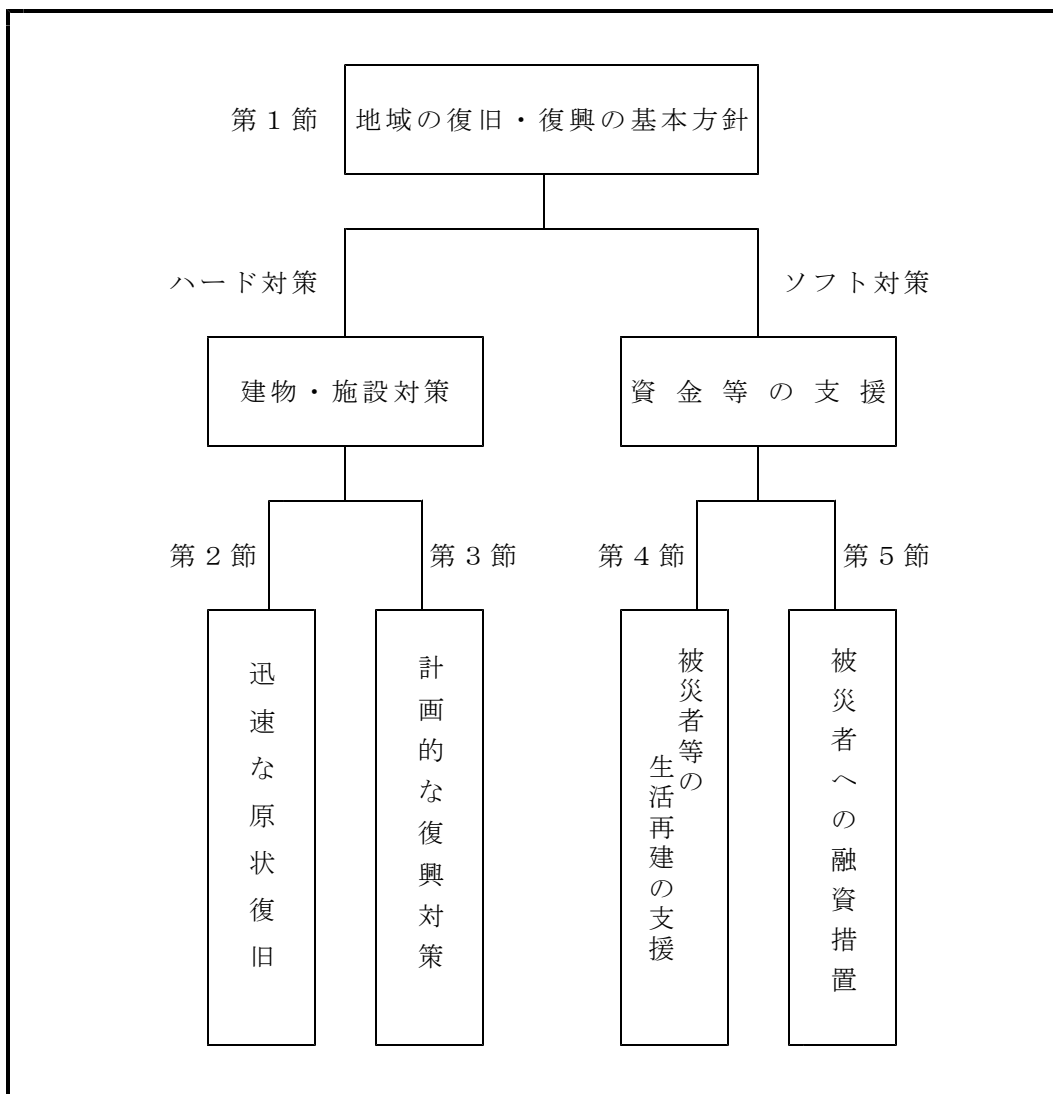 第１節
地域の復旧・復興の基本方針
ハード対策
ソフト対策
建物・施設対策
資金等の支援
第２節
第３節
第４節
第５節
迅速な原状復旧
計画的な復興対策
被災者等の
生活再建の支援
被災者への融資措置